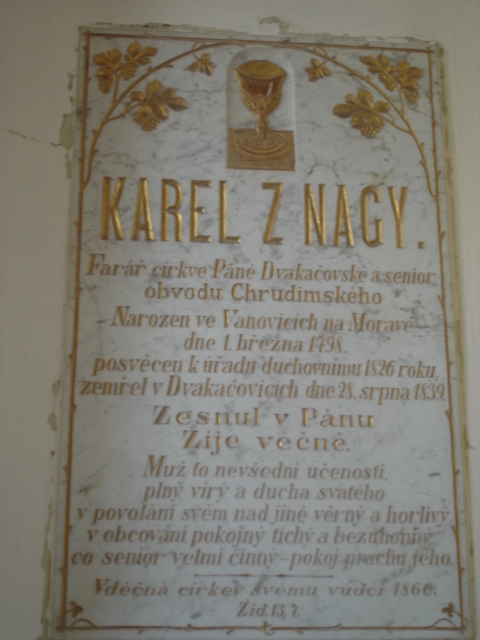 KAREL Z NAGY.
Farář církve Páně Dvakačovské a senior
obvodu Chrudimského
Narozen ve Vanovicích na Moravě
dne 1. března 1798.
posvěcen k úřadu duchovnímu 1826 roku,
zemřel v Dvakačovicích dne 28. srpna 1839.
Zesnul v Pánu
Žije věčně.
Muž to nevšední učenosti,
plný víry a ducha svatého
v povolání svém nad jiné věrný a horlivý
v obcování pokojný tichý a bezúhonný,
co senior velmi činný – pokoj prachu jeho.
Vděčná církev svému vůdci 1860.
Žid 13, 7.